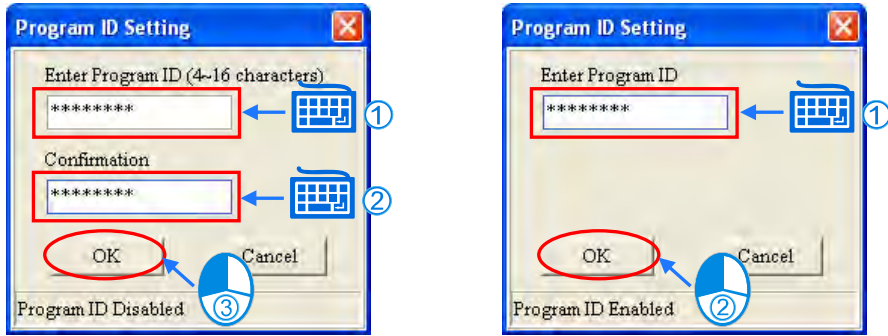 Program ID Setting
Enter Program ID (4~16 characters)
********
①
Confirmation
********
②
OK
Cancel
③
Program ID Disabled
Program ID Setting
Enter Program ID
********
①
OK
Cancel
②
Program ID Enabled